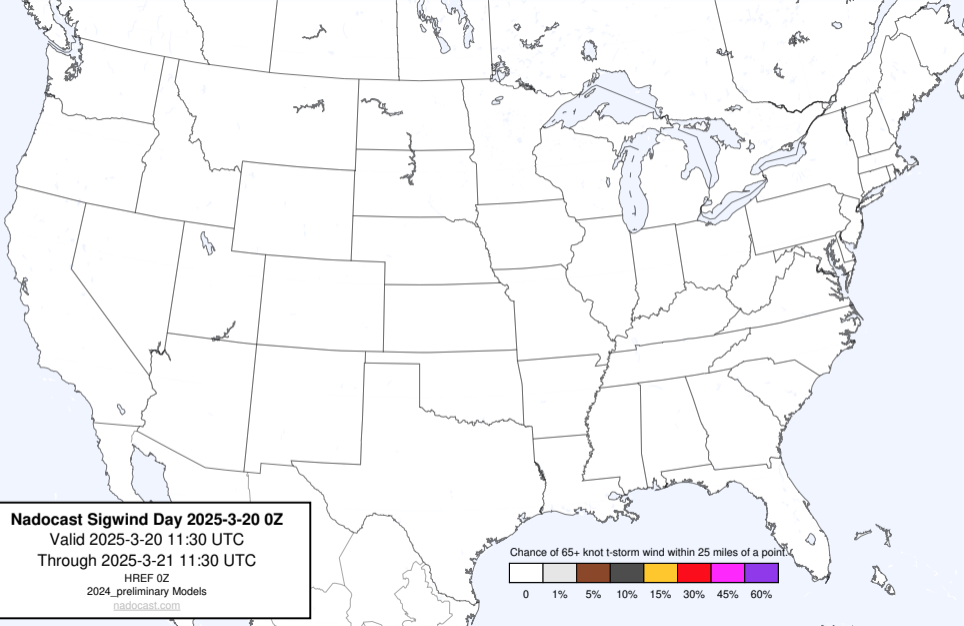 Nadocast Sigwind Day 2025-3-20 0Z
Valid 2025-3-20 11:30 UTC
Through 2025-3-21 11:30 UTC
HREF 0Z
2024_preliminary Models
nadocast.com
Chance of 65+ knot t-storm wind within 25 miles of a point.
0 1% 5% 10% 15% 30% 45% 60%